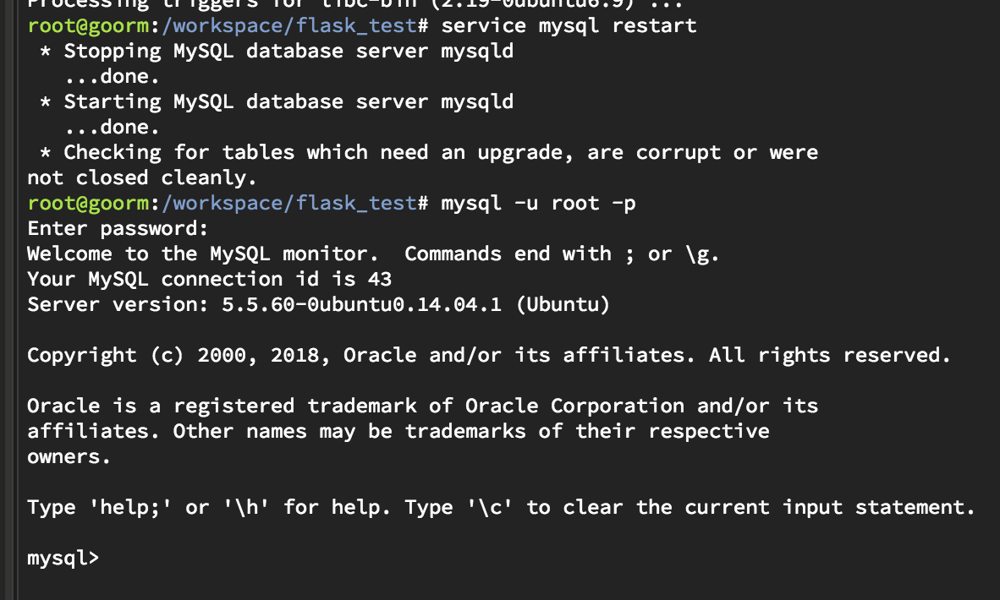 Processing triggers for libc-bin (2.19-0ubuntu6.9) ...
root@goorm:/workspace/flask_test# service mysql restart
 * Stopping MySQL database server mysqld
   ...done.
 * Starting MySQL database server mysqld
   ...done.
 * Checking for tables which need an upgrade, are corrupt or were
not closed cleanly.
root@goorm:/workspace/flask_test# mysql -u root -p
Enter password:
Welcome to the MySQL monitor.  Commands end with ; or \g.
Your MySQL connection id is 43
Server version: 5.5.60-0ubuntu0.14.04.1 (Ubuntu)

Copyright (c) 2000, 2018, Oracle and/or its affiliates. All rights reserved.

Oracle is a registered trademark of Oracle Corporation and/or its
affiliates. Other names may be trademarks of their respective
owners.

Type 'help;' or '\h' for help. Type '\c' to clear the current input statement.

mysql>